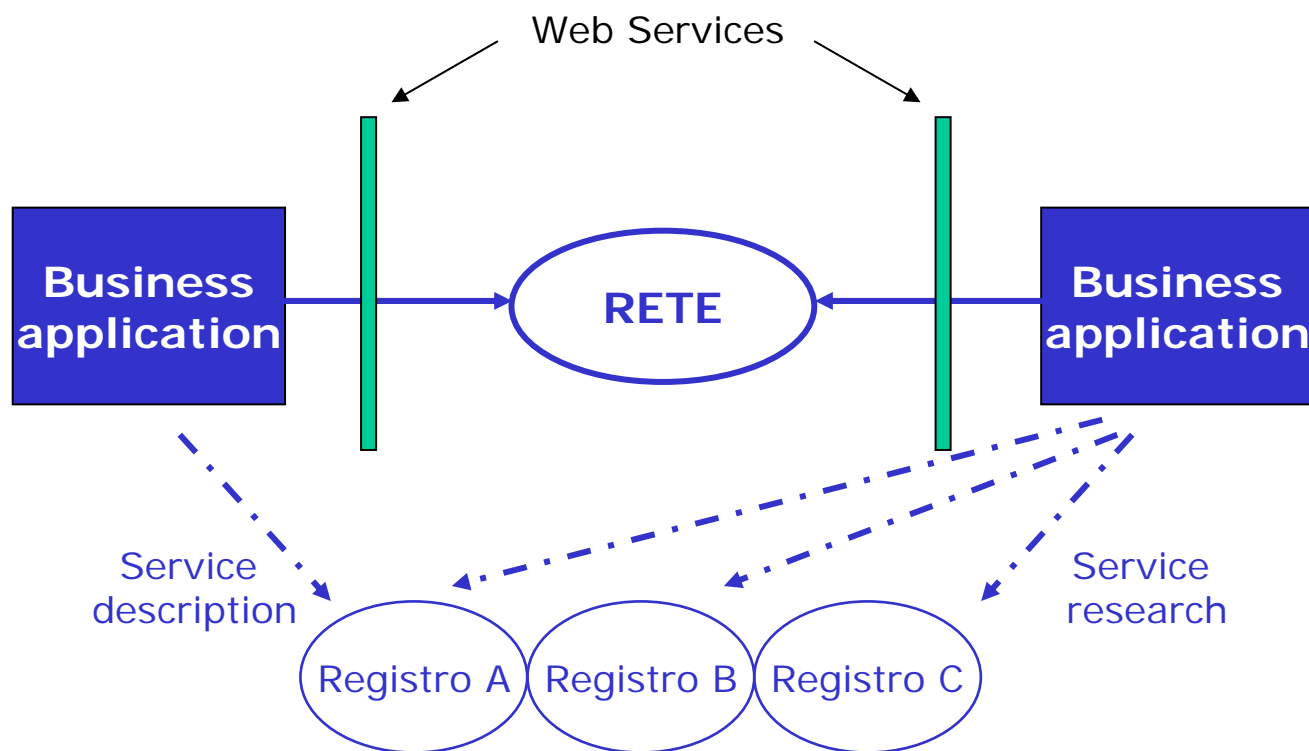 Web Services
Business
application
RETE
Business
application
Service
description
Service
research
Registro A
Registro B
Registro C